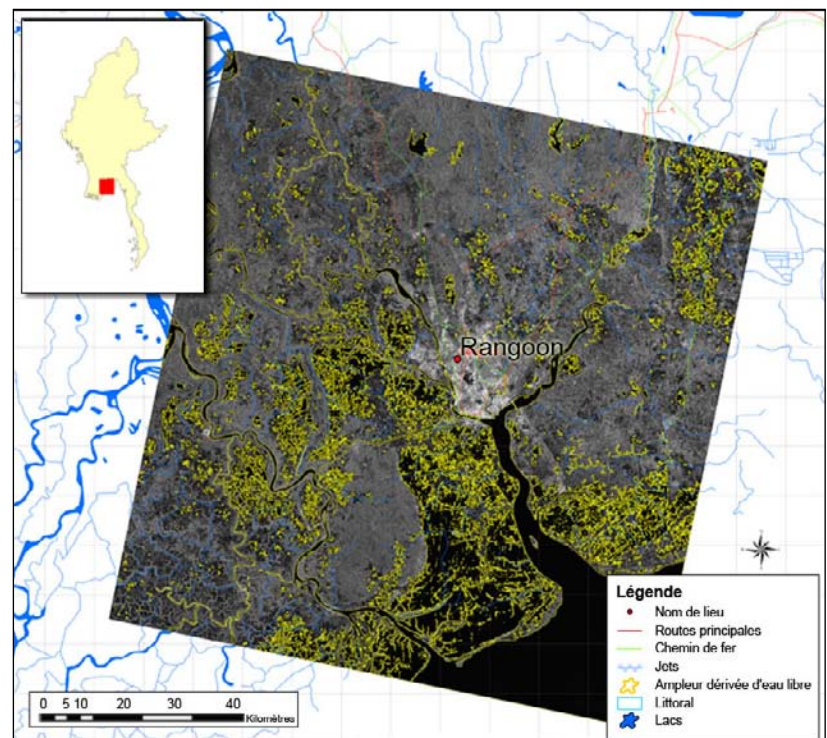 Rangoon
Légende
Nom de lieu
Routes principales
Chemin de fer
Jets
Ampleur dérivée d'eau libre
Littoral
Lacs
0 5 10 20 30 40
Kilomètres